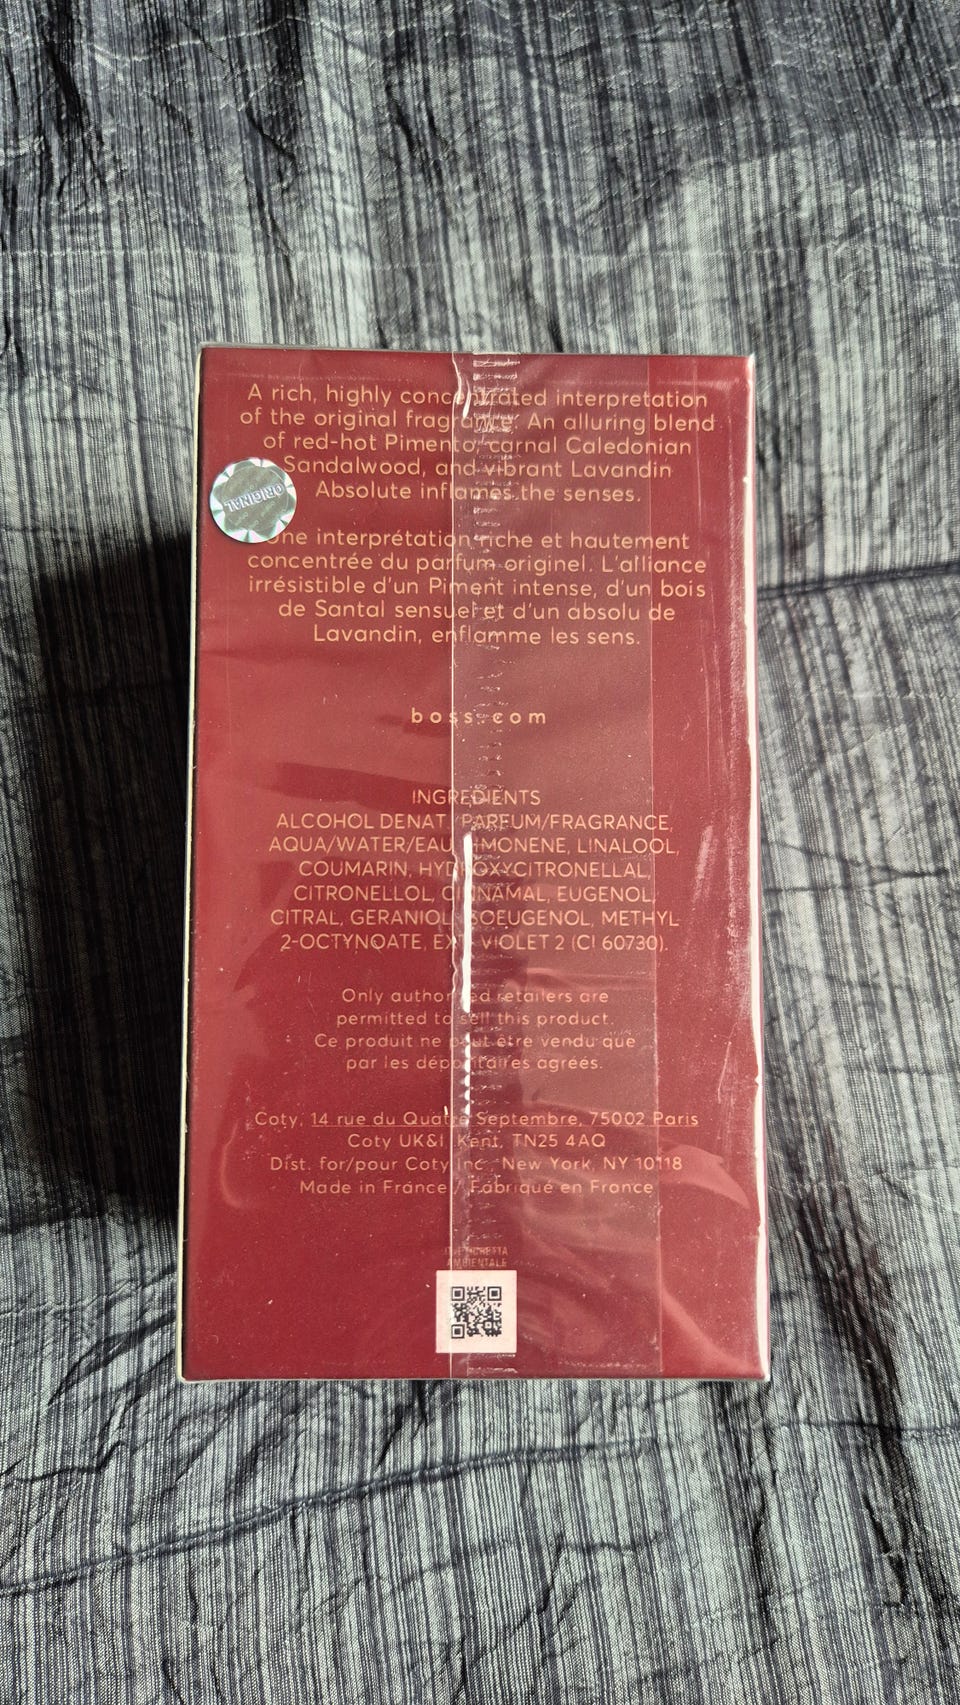 A rich, highly concentrated interpretation
of the original fragrance. An alluring blend
of red-hot Pimento, carnal Caledonian
Sandalwood, and vibrant Lavandin
Absolute inflames the senses.
ORIGINAL
Une interprétation riche et hautement
concentrée du parfum originel. L'alliance
irrésistible d'un Piment intense, d'un bois
de Santal sensuel et d'un absolu de
Lavandin, enflamme les sens.
boss.com
INGREDIENTS
ALCOHOL DENAT., PARFUM/FRAGRANCE,
AQUA/WATER/EAU, LIMONENE, LINALOOL,
COUMARIN, HYDROXYCITRONELLAL,
CITRONELLOL, CINNAMAL, EUGENOL,
CITRAL, GERANIOL, ISOEUGENOL, METHYL
2-OCTYNOATE, EXT. VIOLET 2 (CI 60730).
Only authorized retailers are
permitted to sell this product.
Ce produit ne peut être vendu que
par les dépositaires agréés.
Coty, 14 rue du Quatre Septembre, 75002 Paris
Coty UK&I, Kent, TN25 4AQ
Dist. for/pour Coty Inc., New York, NY 10118
Made in France / Fabriqué en France
ETICHETTA
AMBIENTALE